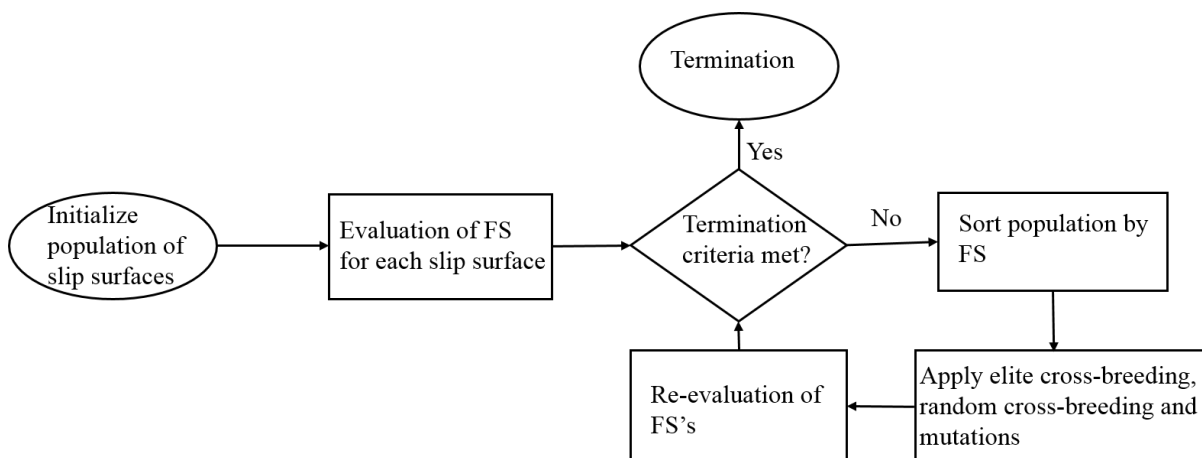 Termination
Yes
Initialize
population of
slip surfaces
Evaluation of FS
for each slip surface
Termination
criteria met?
No
Sort population by
FS
Apply elite cross-breeding,
random cross-breeding and
mutations
Re-evaluation of
FS’s